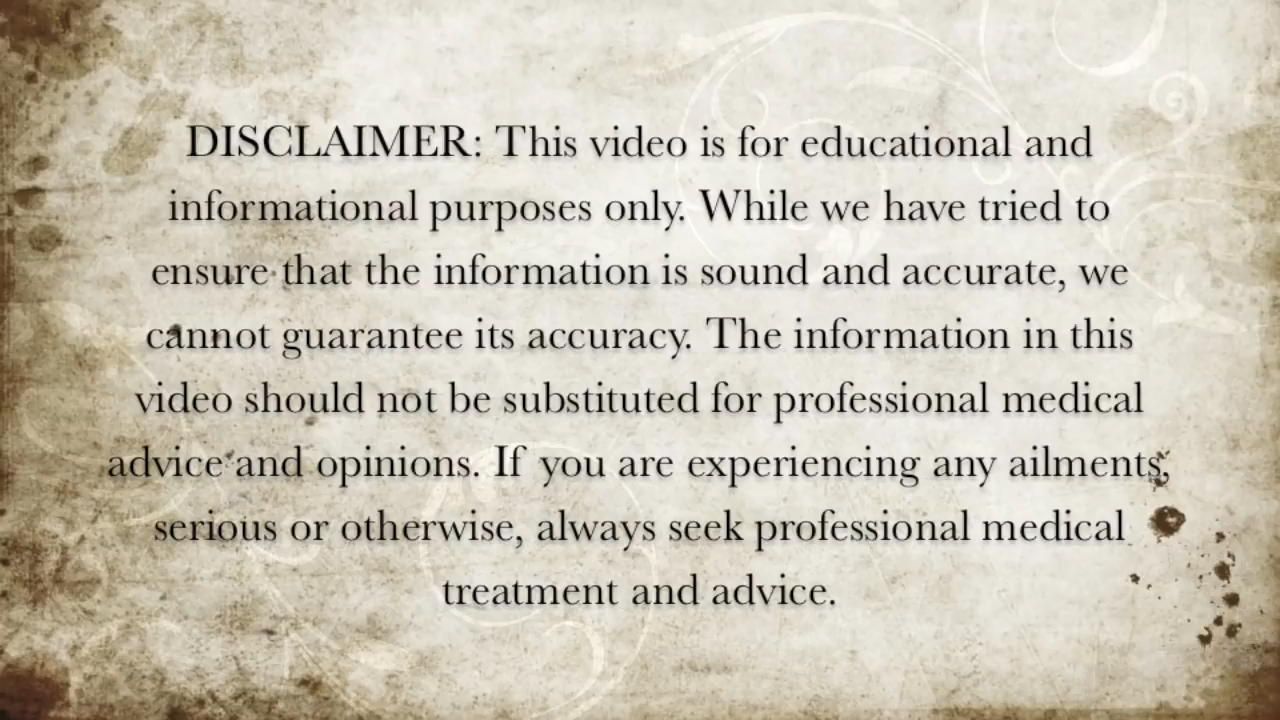 DISCLAIMER: This video is for educational and
informational purposes only. While we have tried to
ensure that the information is sound and accurate, we
cannot guarantee its accuracy. The information in this
video should not be substituted for professional medical
advice and opinions. If you are experiencing any ailments,
serious or otherwise, always seek professional medical
treatment and advice.